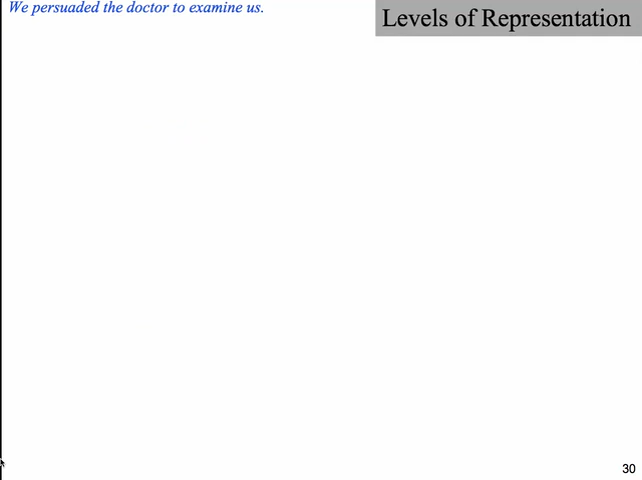 We persuaded the doctor to examine us.
Levels of Representation
30